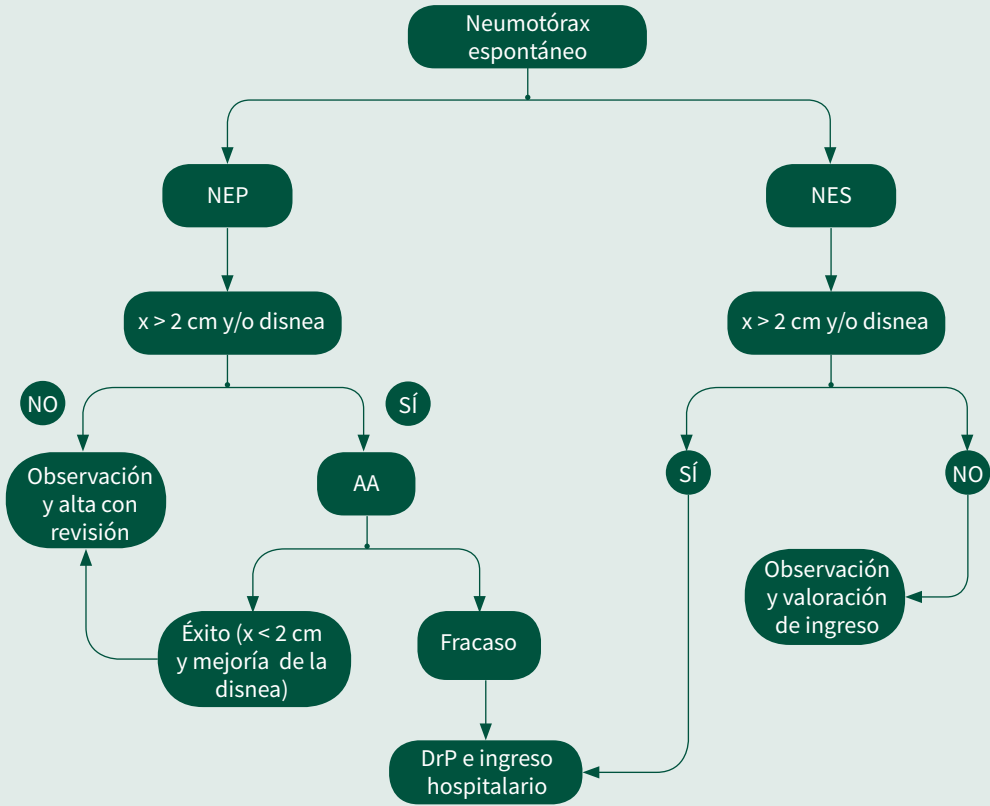 Neumotórax
espontáneo
NEP
NES
x > 2 cm y/o disnea
x > 2 cm y/o disnea
NO
SÍ
Observación
y alta con
revisión
AA
SÍ
NO
Éxito (x < 2 cm
y mejoría de la
disnea)
Fracaso
Observación
y valoración
de ingreso
DrP e ingreso
hospitalario